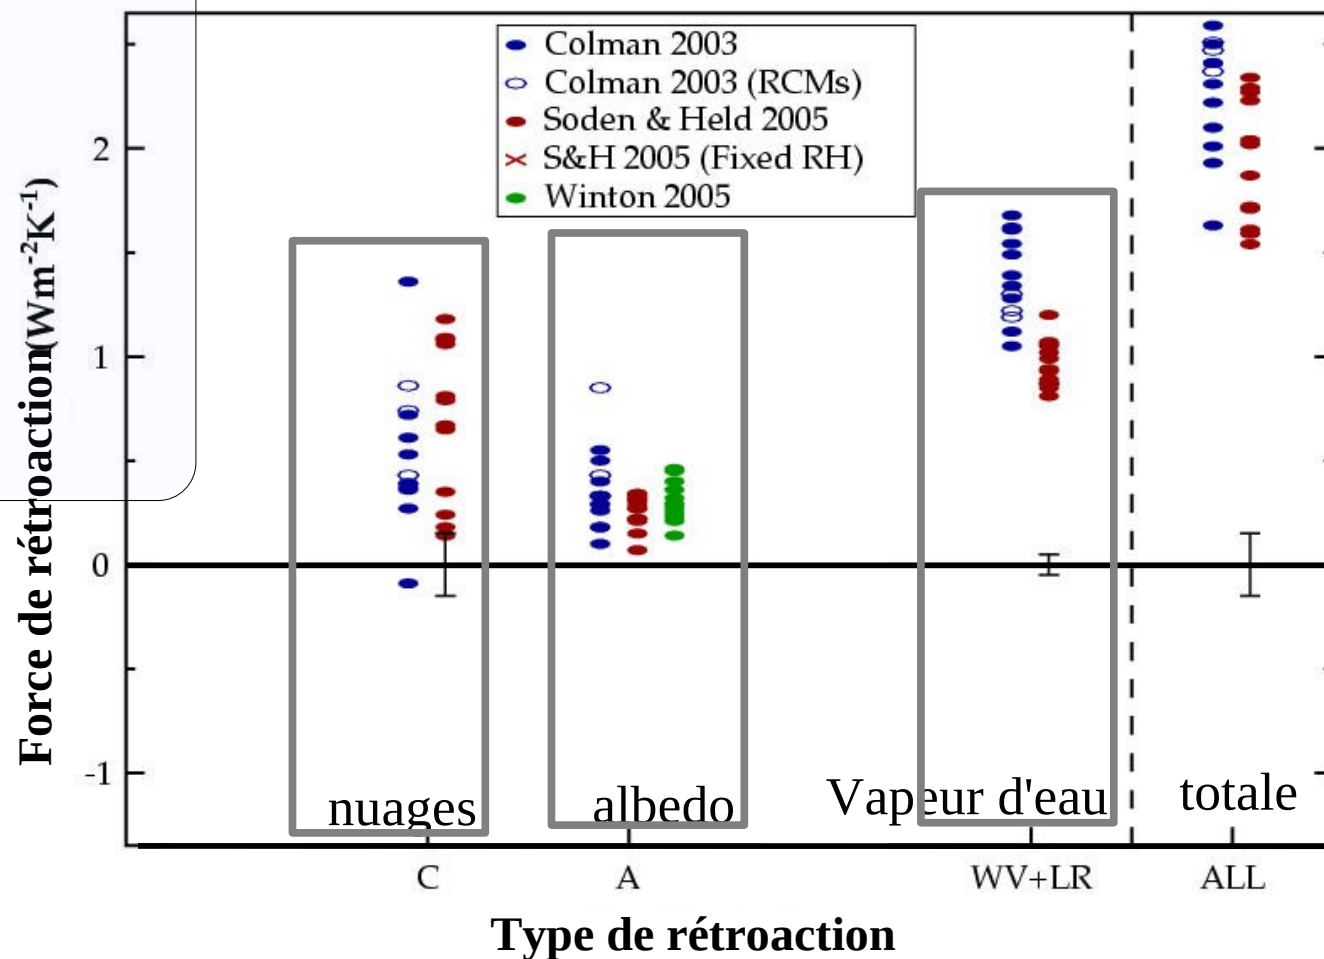 Colman 2003
Colman 2003 (RCMs)
Soden & Held 2005
S&H 2005 (Fixed RH)
Winton 2005
Force de rétroaction(Wm-2K-1)
2
1
0
-1
nuages
albedo
Vapeur d'eau
totale
C
A
WV+LR
ALL
Type de rétroaction